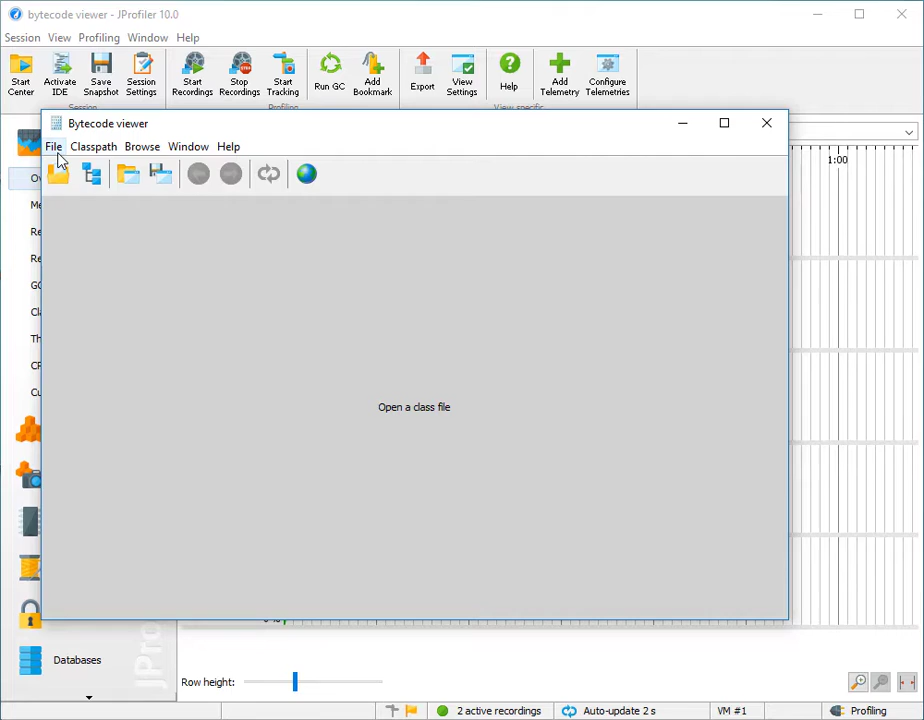 bytecode viewer - JProfiler 10.0
Session View Profiling Window Help
Start Center
Activate IDE
Save Snapshot
Session Settings
Start Recordings
Stop Recordings
Start Tracking
Run GC
Add Bookmark
Export
View Settings
Help
Add Telemetry
Configure Telemetries
Bytecode viewer
File Classpath Browse Window Help
1:00
Open a class file
Databases
Row height:
2 active recordings
Auto-update 2 s
VM #1
Profiling